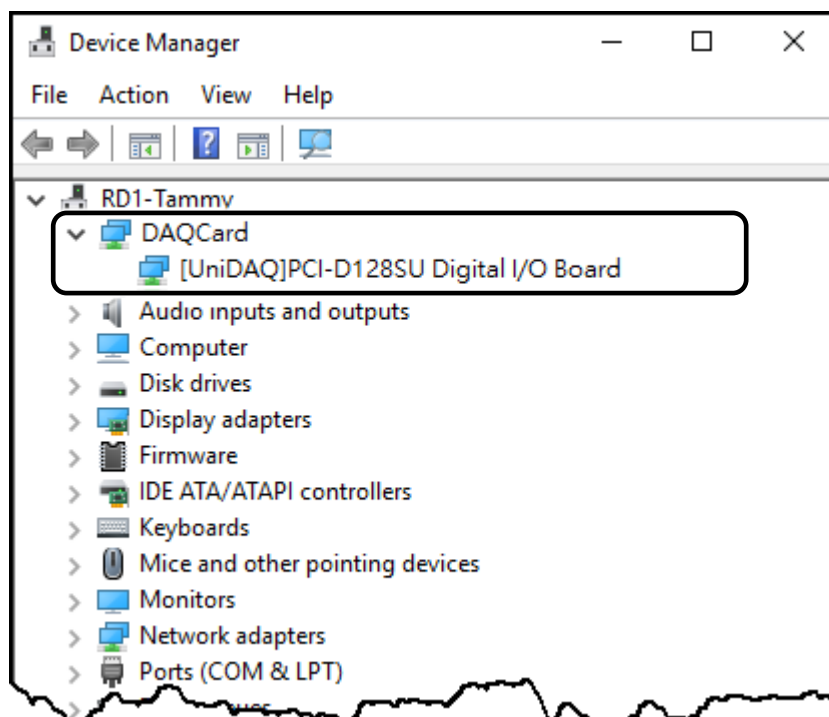 Device Manager
File Action View Help
RD1-Tammy
DAQCard
[UniDAQ]PCI-D128SU Digital I/O Board
Audio inputs and outputs
Computer
Disk drives
Display adapters
Firmware
IDE ATA/ATAPI controllers
Keyboards
Mice and other pointing devices
Monitors
Network adapters
Ports (COM & LPT)